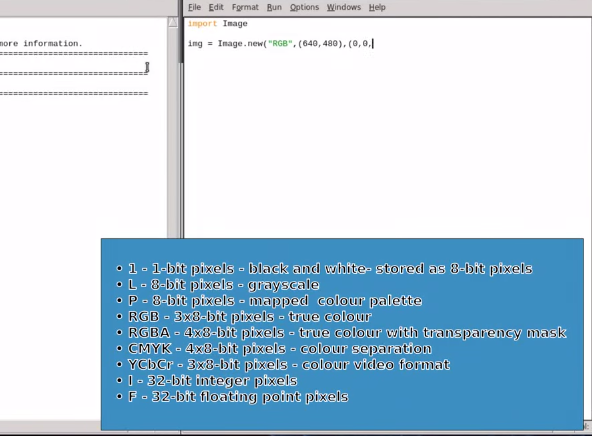 File Edit Format Run Options Windows Help
import Image
img = Image.new("RGB",(640,480),(0,0,
more information.
================================
================================
================================
• 1 - 1-bit pixels - black and white- stored as 8-bit pixels
• L - 8-bit pixels - grayscale
• P - 8-bit pixels - mapped colour palette
• RGB - 3x8-bit pixels - true colour
• RGBA - 4x8-bit pixels - true colour with transparency mask
• CMYK - 4x8-bit pixels - colour separation
• YCbCr - 3x8-bit pixels - colour video format
• I - 32-bit integer pixels
• F - 32-bit floating point pixels